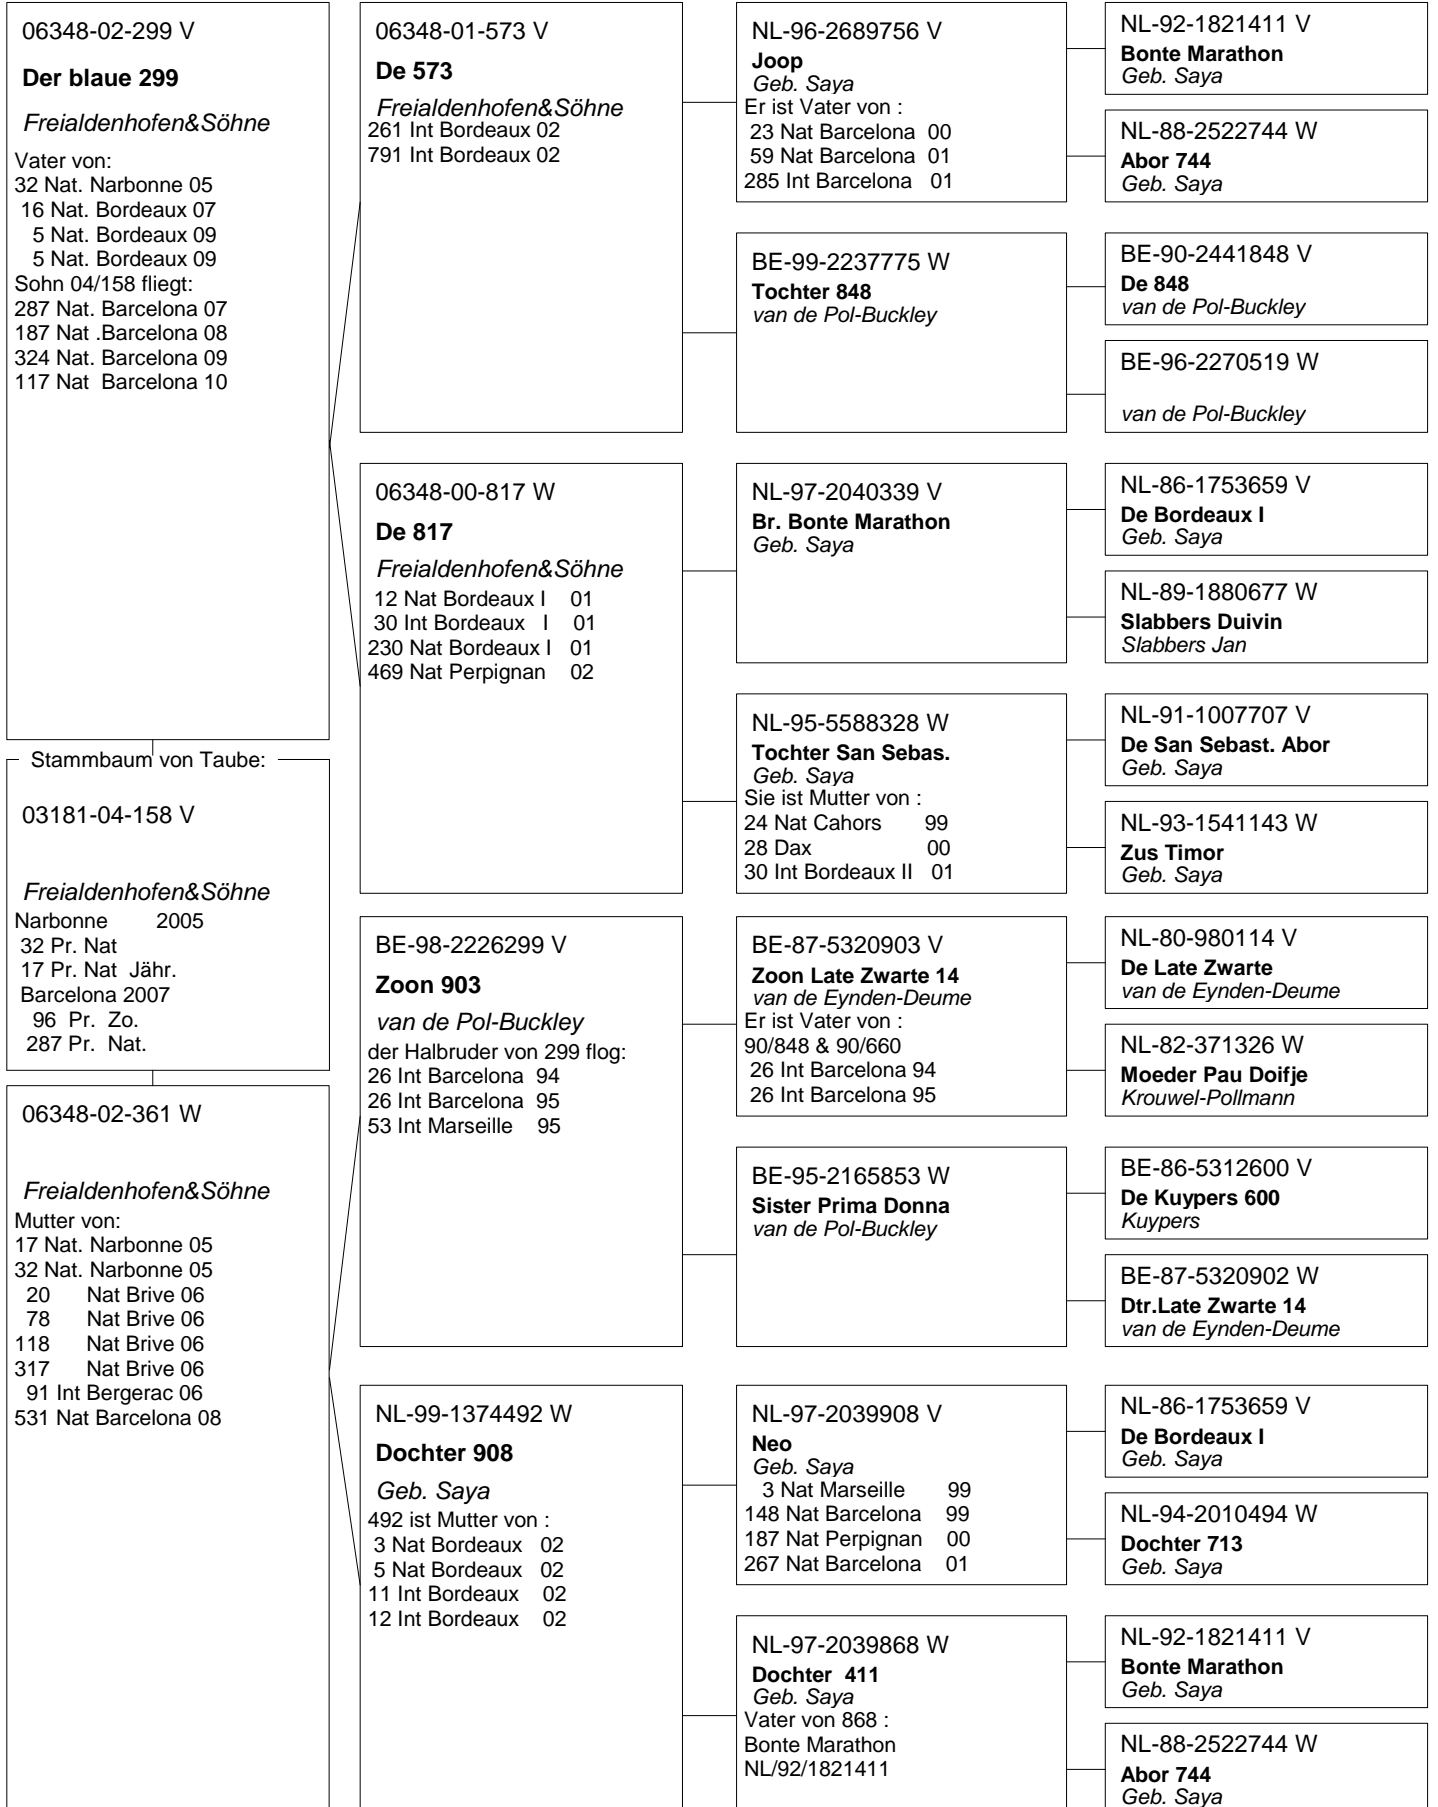 06348-02-299 V
Der blaue 299
Freialdenhofen&Söhne
Vater von:
32 Nat. Narbonne 05
16 Nat. Bordeaux 07
5 Nat. Bordeaux 09
5 Nat. Bordeaux 09
Sohn 04/158 fliegt:
287 Nat. Barcelona 07
187 Nat .Barcelona 08
324 Nat. Barcelona 09
117 Nat  Barcelona 10
Stammbaum von Taube:
03181-04-158 V
Freialdenhofen&Söhne
Narbonne 2005
32 Pr. Nat
17 Pr. Nat  Jähr.
Barcelona 2007
96  Pr.  Zo.
287 Pr.  Nat.
06348-02-361 W
Freialdenhofen&Söhne
Mutter von:
17 Nat. Narbonne 05
32 Nat. Narbonne 05
20 Nat Brive 06
78 Nat Brive 06
118 Nat Brive 06
317 Nat Brive 06
91 Int Bergerac 06
531 Nat Barcelona 08
06348-01-573 V
De 573
Freialdenhofen&Söhne
261 Int Bordeaux 02
791 Int Bordeaux 02
06348-00-817 W
De 817
Freialdenhofen&Söhne
12 Nat Bordeaux I 01
30 Int Bordeaux I 01
230 Nat Bordeaux I 01
469 Nat Perpignan 02
BE-98-2226299 V
Zoon 903
van de Pol-Buckley
der Halbruder von 299 flog:
26 Int Barcelona 94
26 Int Barcelona 95
53 Int Marseille 95
NL-99-1374492 W
Dochter 908
Geb. Saya
492 ist Mutter von :
3 Nat Bordeaux 02
5 Nat Bordeaux 02
11 Int Bordeaux 02
12 Int Bordeaux 02
NL-96-2689756 V
Joop
Geb. Saya
Er ist Vater von :
23 Nat Barcelona 00
59 Nat Barcelona 01
285 Int Barcelona 01
BE-99-2237775 W
Tochter 848
van de Pol-Buckley
NL-97-2040339 V
Br. Bonte Marathon
Geb. Saya
NL-95-5588328 W
Tochter San Sebas.
Geb. Saya
Sie ist Mutter von :
24 Nat Cahors 99
28 Dax 00
30 Int Bordeaux II 01
BE-87-5320903 V
Zoon Late Zwarte 14
van de Eynden-Deume
Er ist Vater von :
90/848 & 90/660
26 Int Barcelona 94
26 Int Barcelona 95
BE-95-2165853 W
Sister Prima Donna
van de Pol-Buckley
NL-97-2039908 V
Neo
Geb. Saya
3 Nat Marseille 99
148 Nat Barcelona 99
187 Nat Perpignan 00
267 Nat Barcelona 01
NL-97-2039868 W
Dochter  411
Geb. Saya
Vater von 868 :
Bonte Marathon
NL/92/1821411
NL-92-1821411 V
Bonte Marathon
Geb. Saya
NL-88-2522744 W
Abor 744
Geb. Saya
BE-90-2441848 V
De 848
van de Pol-Buckley
BE-96-2270519 W
van de Pol-Buckley
NL-86-1753659 V
De Bordeaux I
Geb. Saya
NL-89-1880677 W
Slabbers Duivin
Slabbers Jan
NL-91-1007707 V
De San Sebast. Abor
Geb. Saya
NL-93-1541143 W
Zus Timor
Geb. Saya
NL-80-980114 V
De Late Zwarte
van de Eynden-Deume
NL-82-371326 W
Moeder Pau Doifje
Krouwel-Pollmann
BE-86-5312600 V
De Kuypers 600
Kuypers
BE-87-5320902 W
Dtr.Late Zwarte 14
van de Eynden-Deume
NL-86-1753659 V
De Bordeaux I
Geb. Saya
NL-94-2010494 W
Dochter 713
Geb. Saya
NL-92-1821411 V
Bonte Marathon
Geb. Saya
NL-88-2522744 W
Abor 744
Geb. Saya